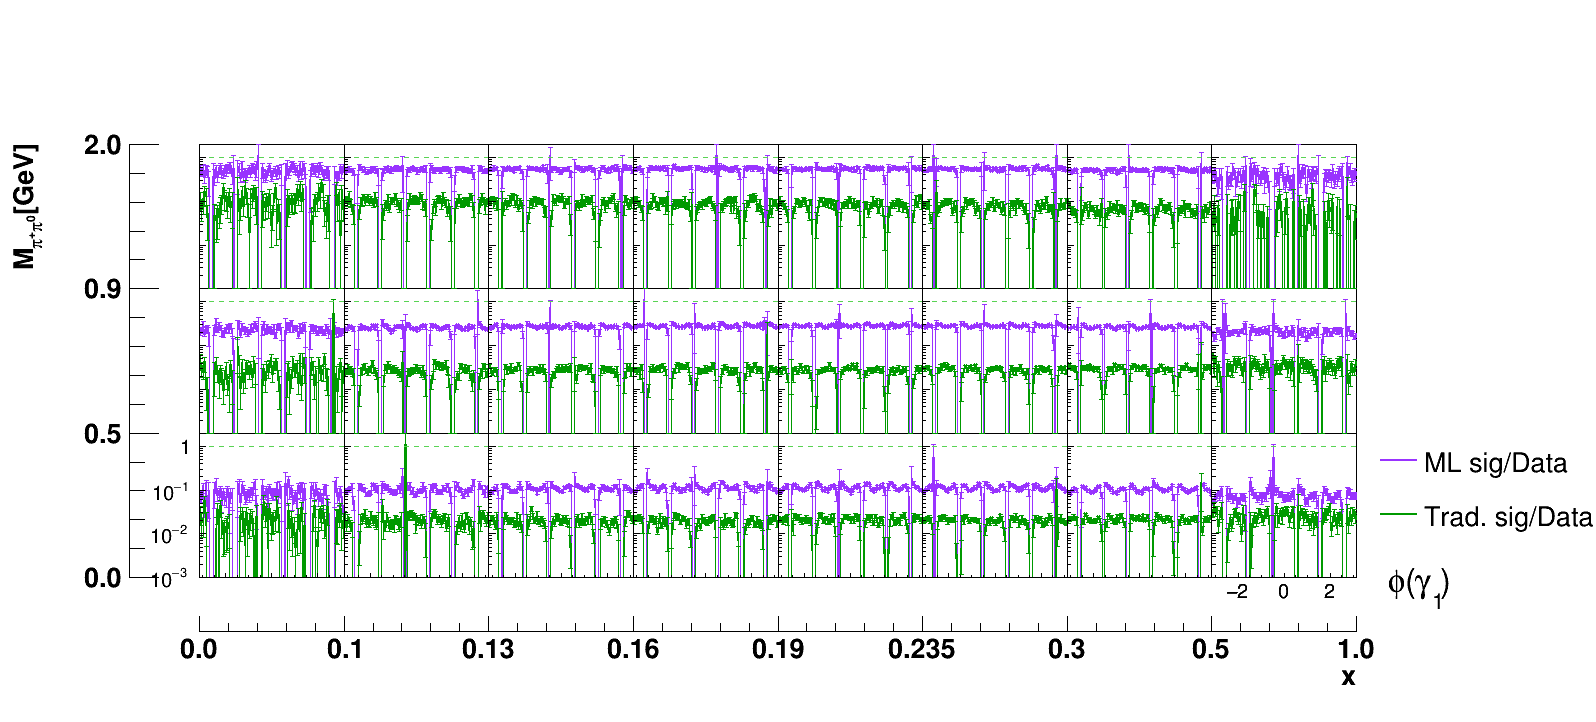 M π⁺π⁰ [GeV]
2.0
0.9
0.5
0.0
1
10⁻¹
10⁻²
10⁻³
ML sig/Data
Trad. sig/Data
−2 0 2
ϕ(γ₁)
0.0 0.1 0.13 0.16 0.19 0.235 0.3 0.5 1.0
x